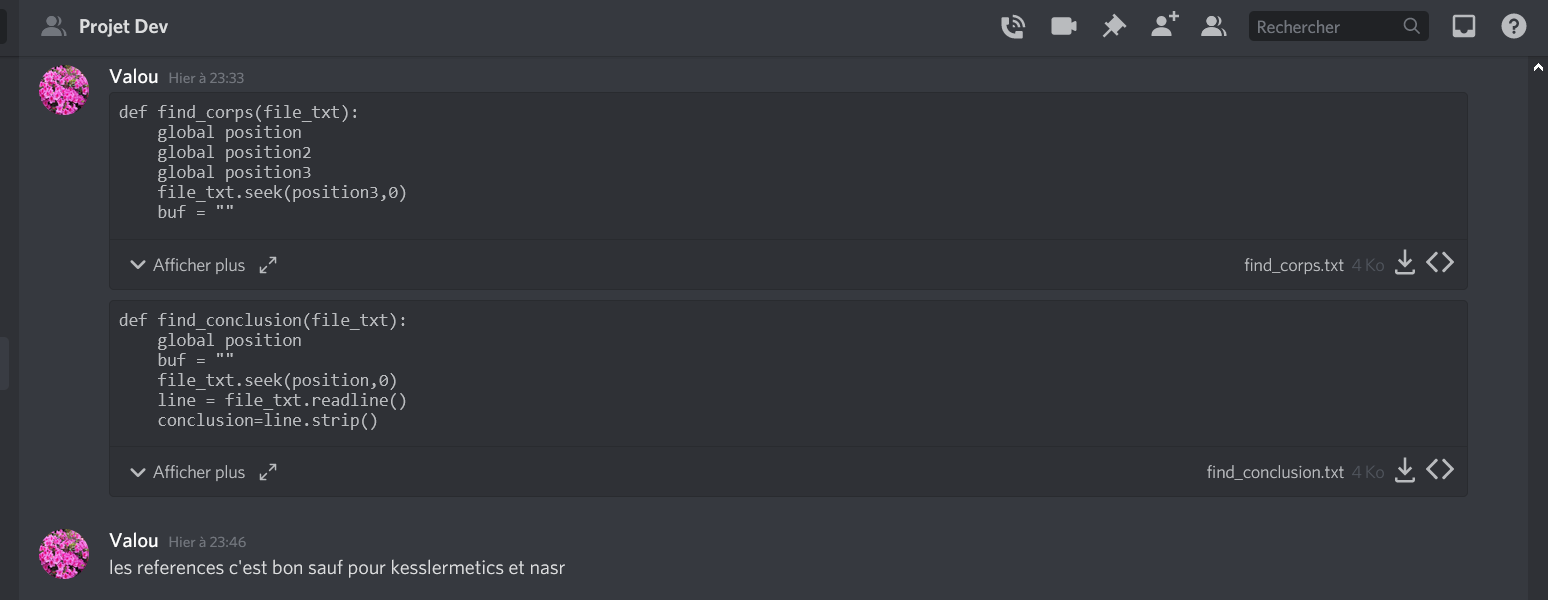 Projet Dev
Rechercher
Valou Hier à 23:33
def find_corps(file_txt):
    global position
    global position2
    global position3
    file_txt.seek(position3,0)
    buf = ""
Afficher plus
find_corps.txt 4 Ko
def find_conclusion(file_txt):
    global position
    buf = ""
    file_txt.seek(position,0)
    line = file_txt.readline()
    conclusion=line.strip()
Afficher plus
find_conclusion.txt 4 Ko
Valou Hier à 23:46
les references c'est bon sauf pour kesslermetics et nasr